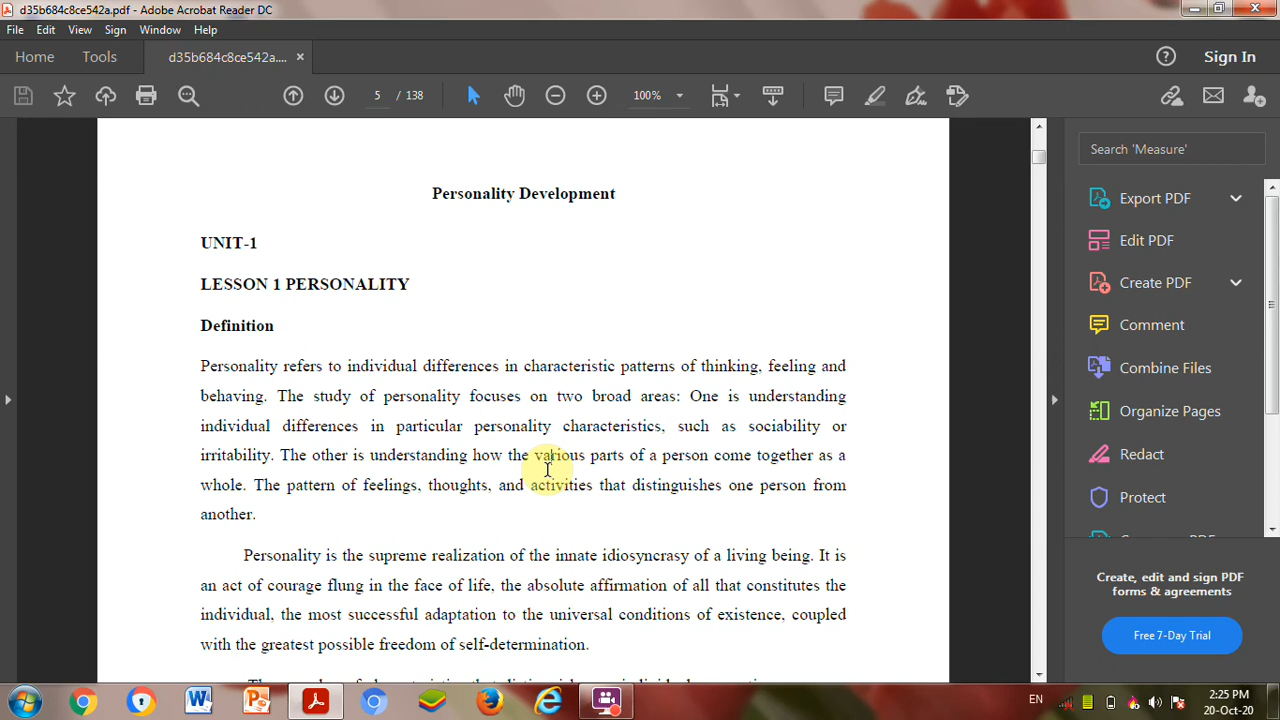 d35b684c8ce542a.pdf - Adobe Acrobat Reader DC
File Edit View Sign Window Help
Home Tools d35b684c8ce542a.... × Sign In
5 / 138 100%
Personality Development
UNIT-1
LESSON 1 PERSONALITY
Definition
Personality refers to individual differences in characteristic patterns of thinking, feeling and
behaving. The study of personality focuses on two broad areas: One is understanding
individual differences in particular personality characteristics, such as sociability or
irritability. The other is understanding how the various parts of a person come together as a
whole. The pattern of feelings, thoughts, and activities that distinguishes one person from
another.
Personality is the supreme realization of the innate idiosyncrasy of a living being. It is
an act of courage flung in the face of life, the absolute affirmation of all that constitutes the
individual, the most successful adaptation to the universal conditions of existence, coupled
with the greatest possible freedom of self-determination.
Search 'Measure'
Export PDF
Edit PDF
Create PDF
Comment
Combine Files
Organize Pages
Redact
Protect
Create, edit and sign PDF
forms & agreements
Free 7-Day Trial
EN 2:25 PM
20-Oct-20